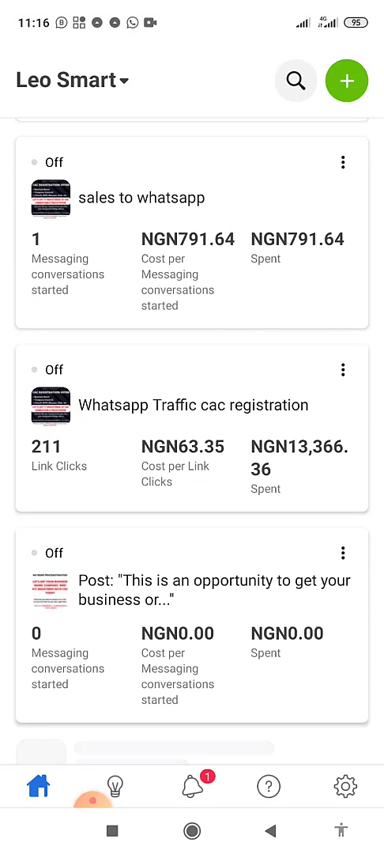 11:16
4G
95
Leo Smart
Off
sales to whatsapp
1
NGN791.64
NGN791.64
Messaging
conversations
started
Cost per
Messaging
conversations
started
Spent
Off
Whatsapp Traffic cac registration
211
NGN63.35
NGN13,366.
36
Link Clicks
Cost per Link
Clicks
Spent
Off
Post: "This is an opportunity to get your
business or..."
0
NGN0.00
NGN0.00
Messaging
conversations
started
Cost per
Messaging
conversations
started
Spent
1